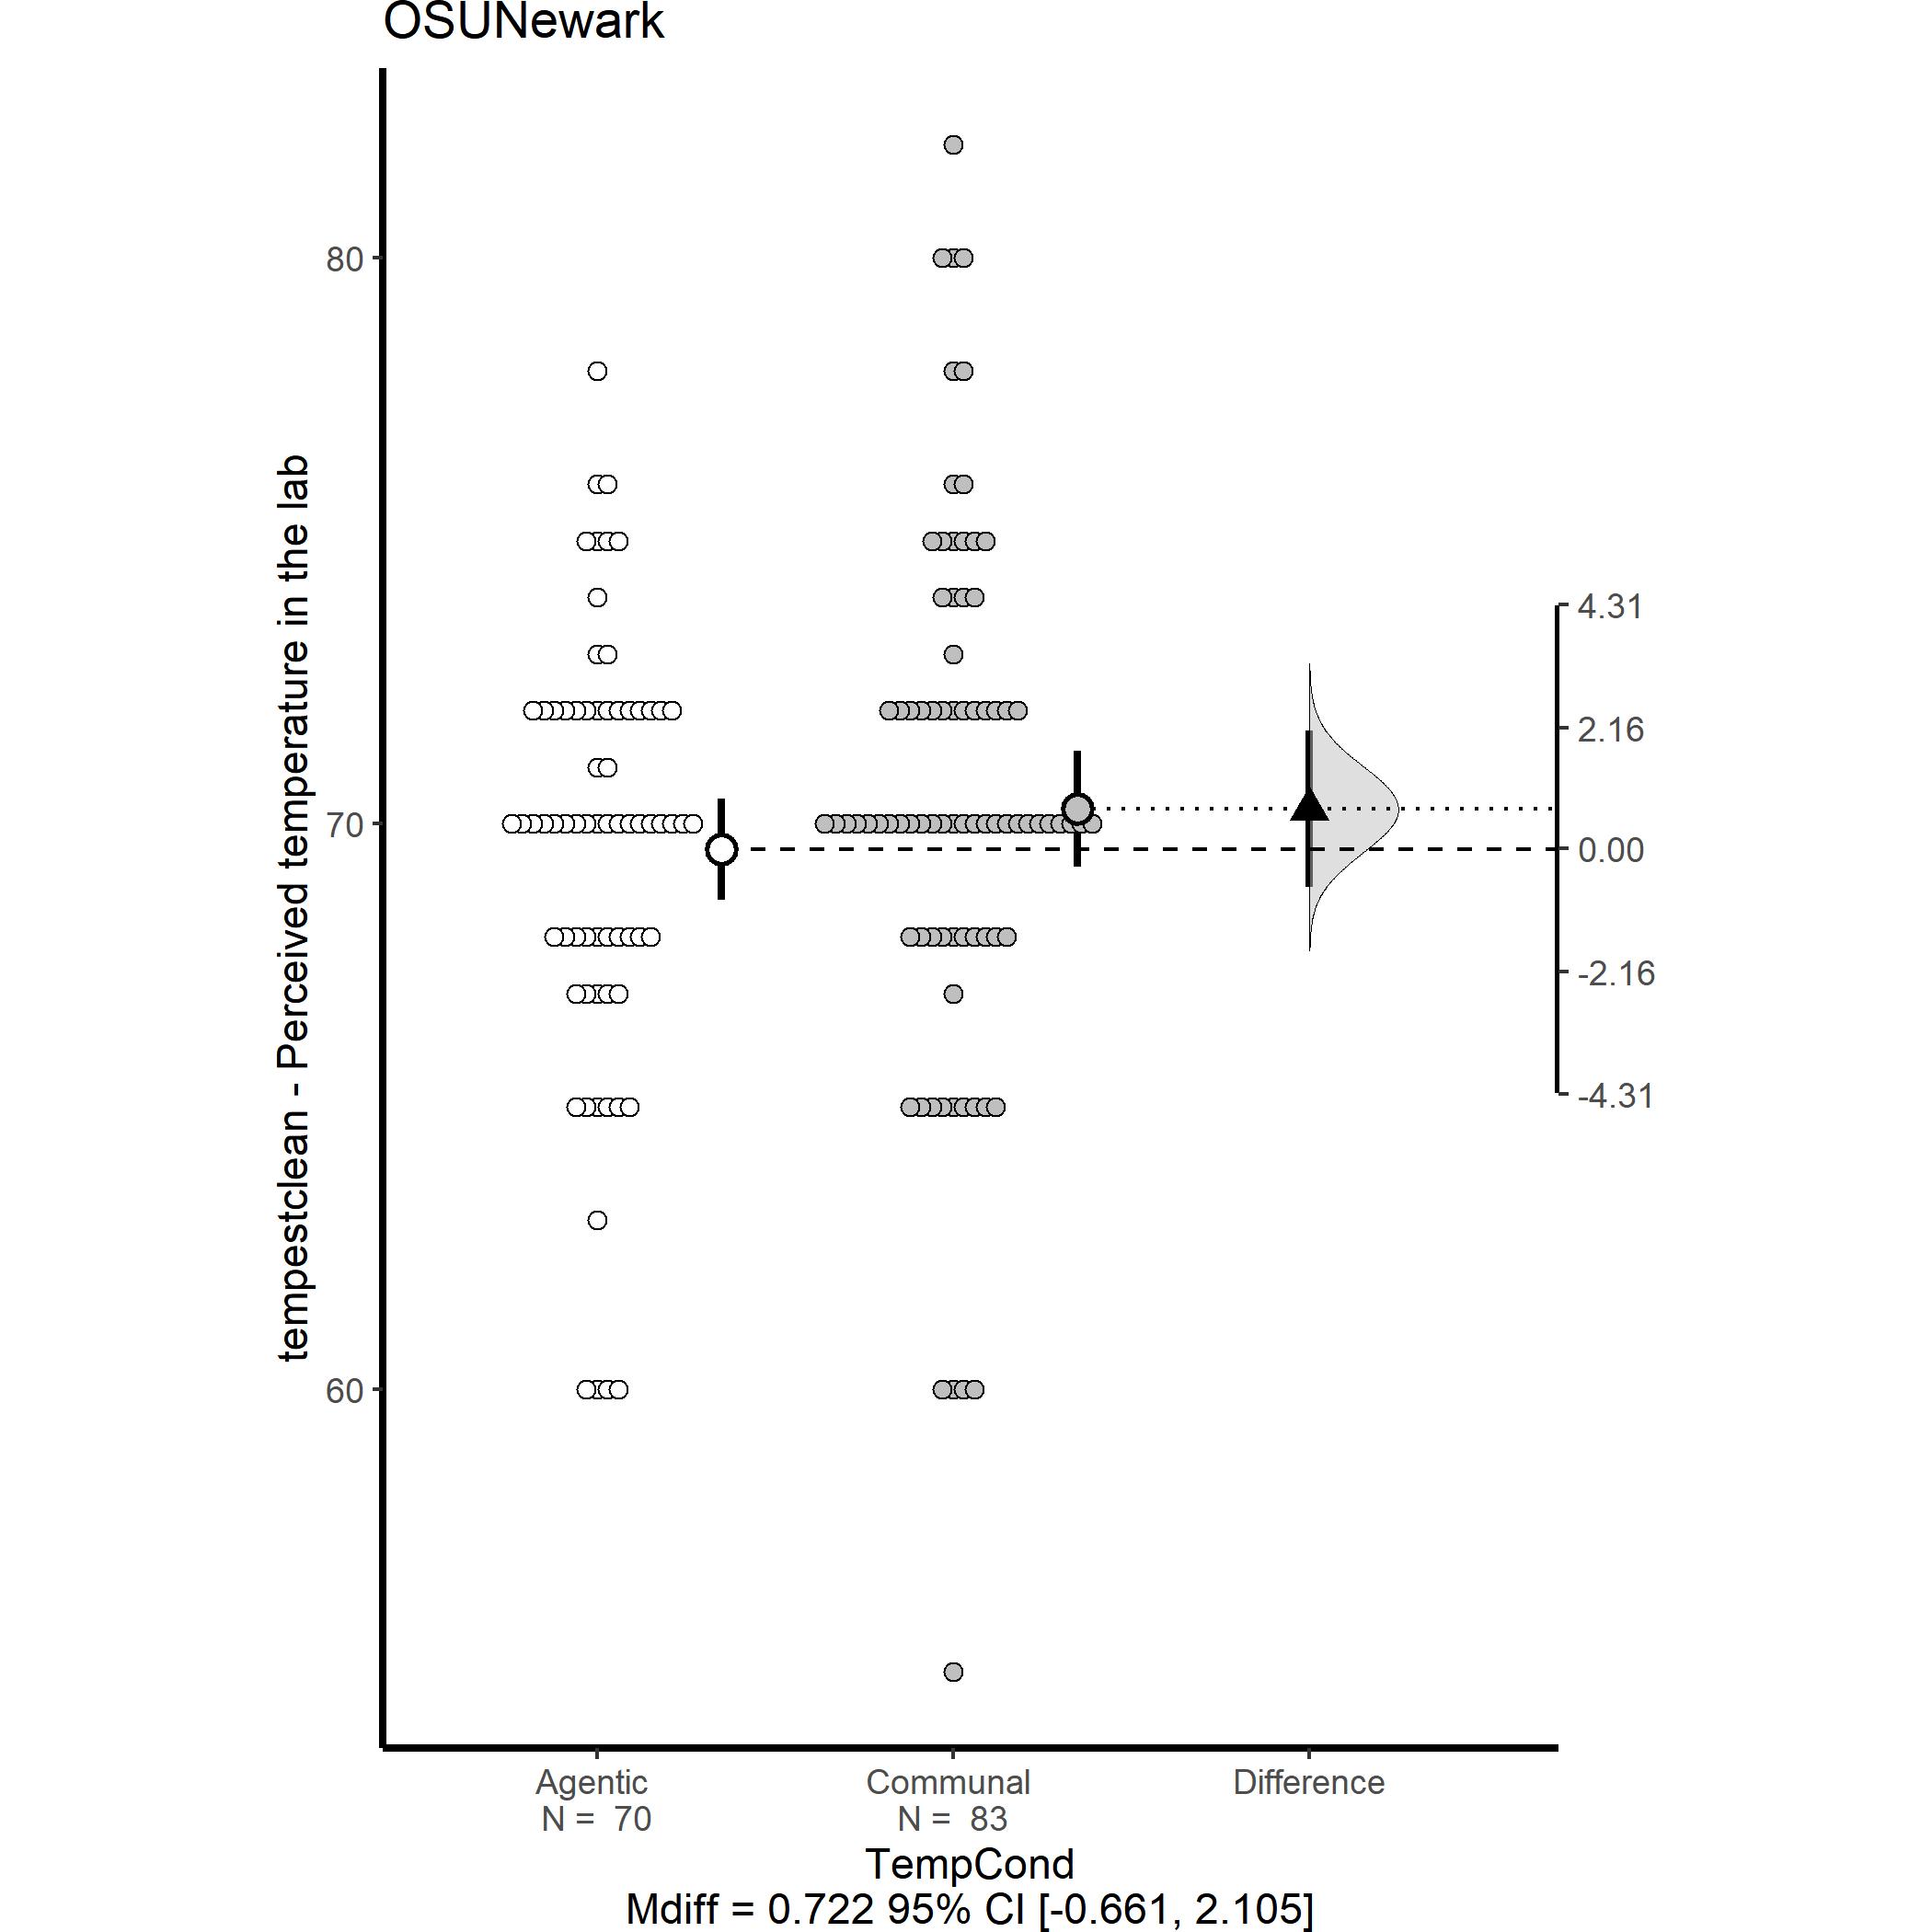 OSUNewark
tempestclean - Perceived temperature in the lab
80
70
60
4.31
2.16
0.00
-2.16
-4.31
Agentic
N =  70
Communal
N =  83
Difference
TempCond
Mdiff = 0.722 95% CI [-0.661, 2.105]